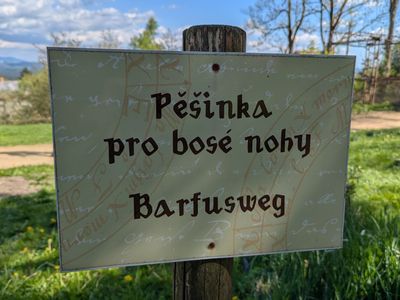 Pěšinka
pro bosé nohy
Barfusweg